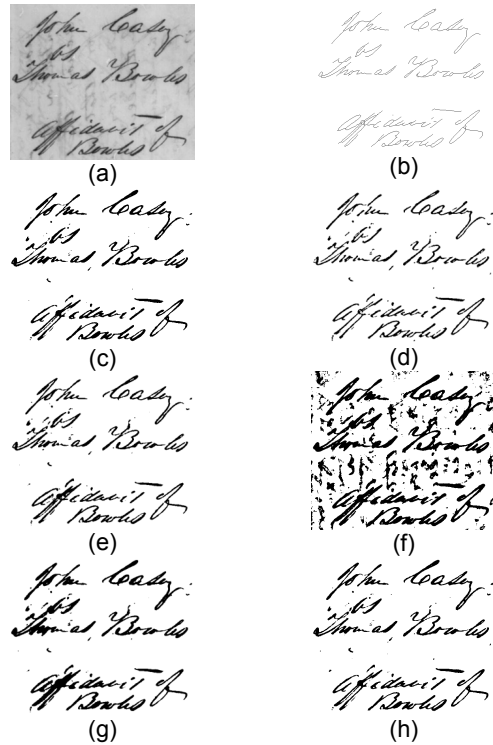 John Casey
vs
Thomas Bowles
Affidavit of
Bowles
(a)
John Casey
vs
Thomas Bowles
Affidavit of
Bowles
(b)
John Casey.
vs
Thomas, Bowles
Affidavit of
Bowles
(c)
John Casey.
vs
Thomas, Bowles
Affidavit of
Bowles
(d)
John Casey.
vs
Thomas, Bowles
Affidavit of
Bowles
(e)
John Casey
vs
Thomas Bowles
Affidavit of
Bowles
(f)
John Casey.
vs
Thomas, Bowles
Affidavit of
Bowles
(g)
John Casey.
vs
Thomas, Bowles
Affidavit of
Bowles
(h)